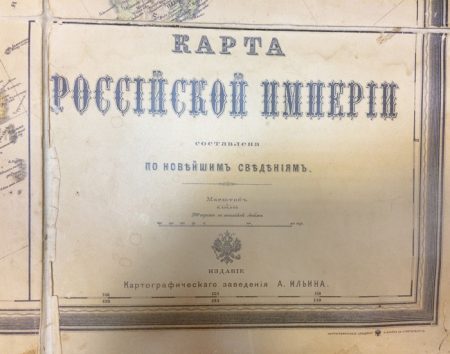 КАРТА
РОССІЙСКОЙ ИМПЕРІИ
составлена
ПО НОВѢЙШИМЪ СВѢДѢНІЯМЪ.
Масштабъ
ИЗДАНІЕ
Картографическаго заведенія А. ИЛЬИНА.